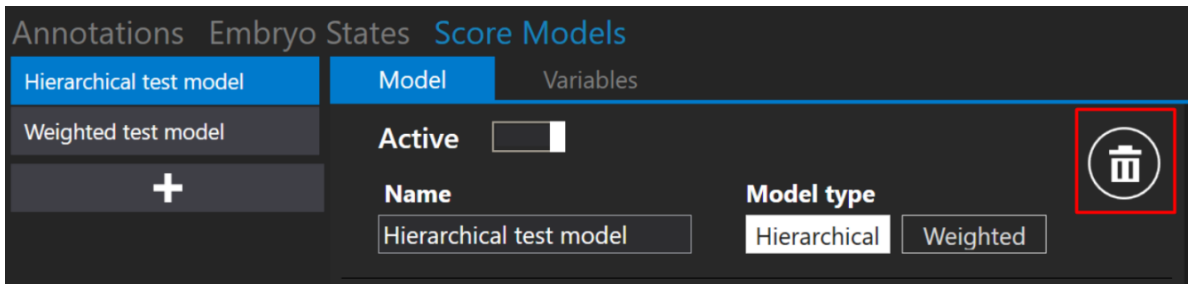 Annotations Embryo States Score Models
Hierarchical test model
Weighted test model
Model Variables
Active
Name
Hierarchical test model
Model type
Hierarchical Weighted